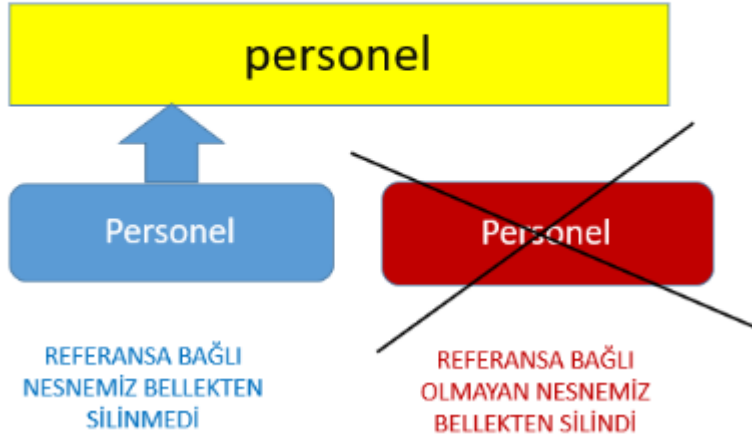 personel
Personel
Personel
REFERANSA BAĞLI
NESNEMİZ BELLEKTEN
SİLİNMEDİ
REFERANSA BAĞLI
OLMAYAN NESNEMİZ
BELLEKTEN SİLİNDİ